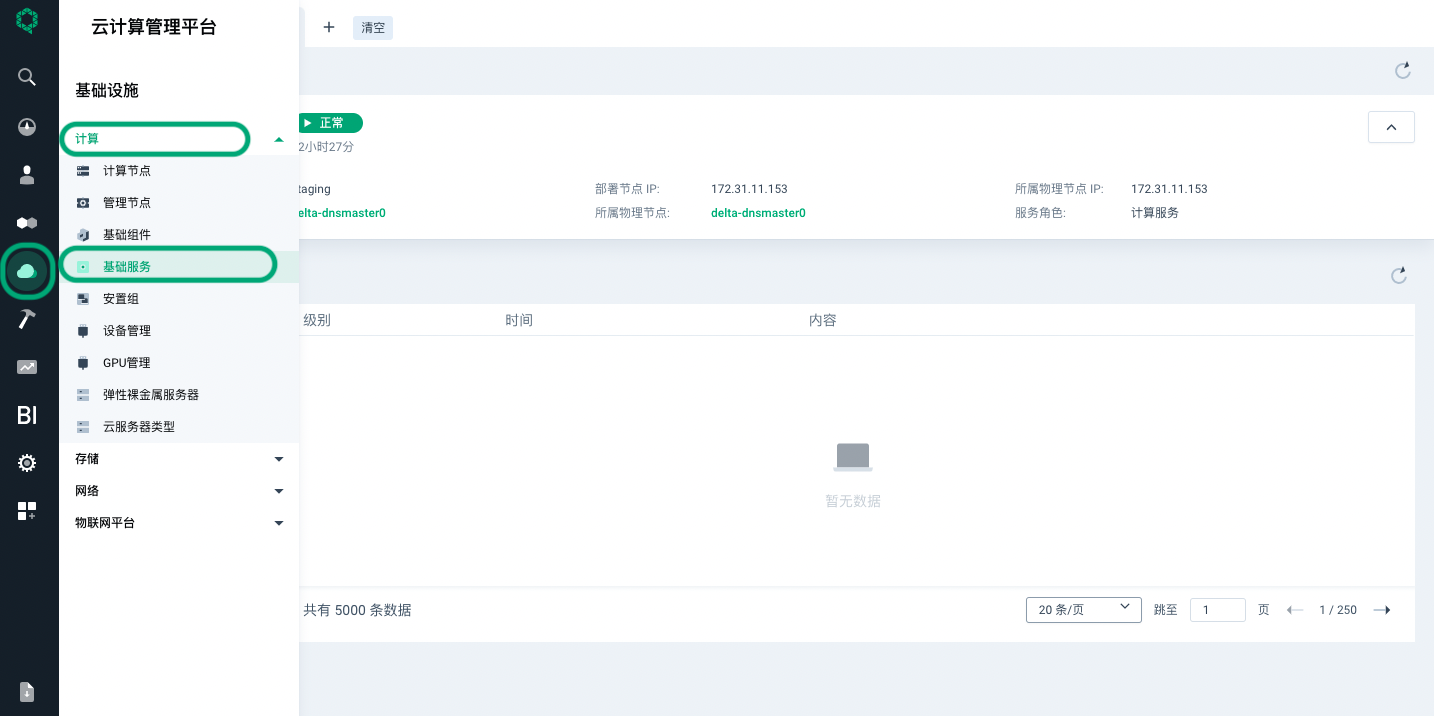 云计算管理平台
清空
基础设施
计算
正常
2小时27分
计算节点
管理节点
taging
部署节点 IP:
172.31.11.153
所属物理节点 IP:
172.31.11.153
elta-dnsmaster0
所属物理节点:
delta-dnsmaster0
服务角色:
计算服务
基础组件
基础服务
安置组
设备管理
GPU管理
弹性裸金属服务器
云服务器类型
存储
网络
物联网平台
BI
级别
时间
内容
暂无数据
共有 5000 条数据
20 条/页
跳至
1
页
1 / 250